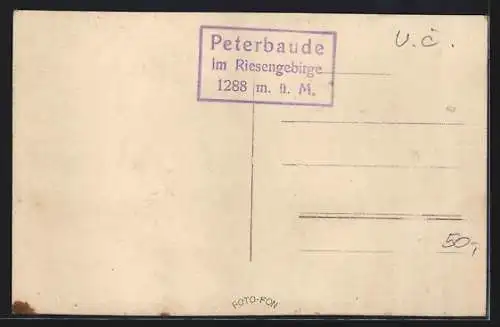 Peterbaude
im Riesengebirge
1288 m. ü. M.
U. Č.
50,-
FOTO-FON